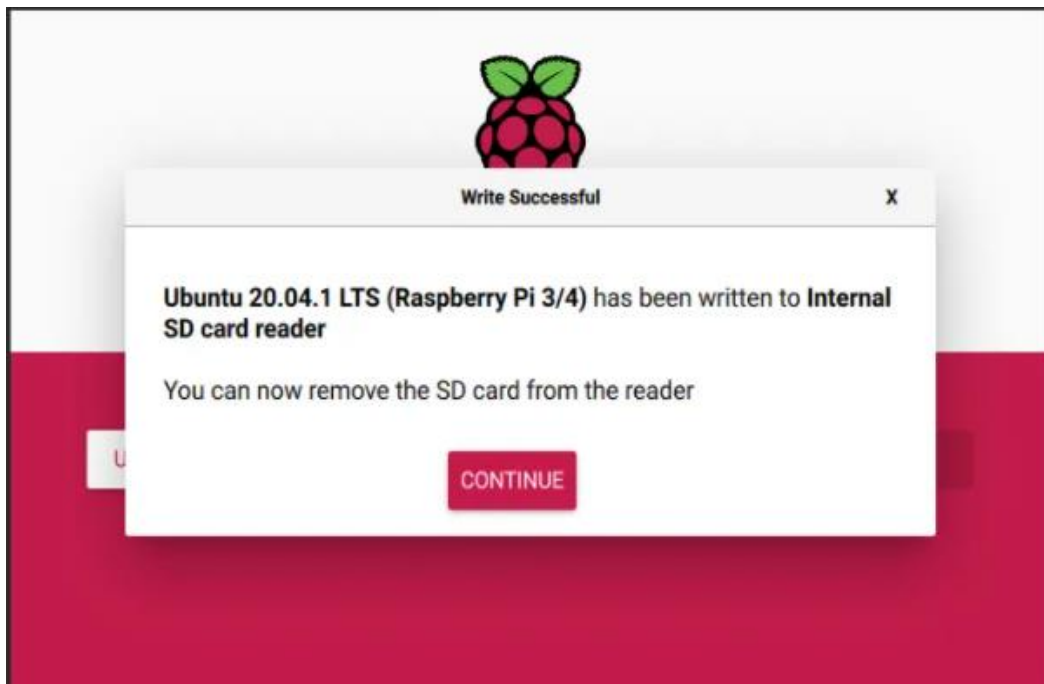 Write Successful
X
Ubuntu 20.04.1 LTS (Raspberry Pi 3/4) has been written to Internal
SD card reader
You can now remove the SD card from the reader
U
CONTINUE